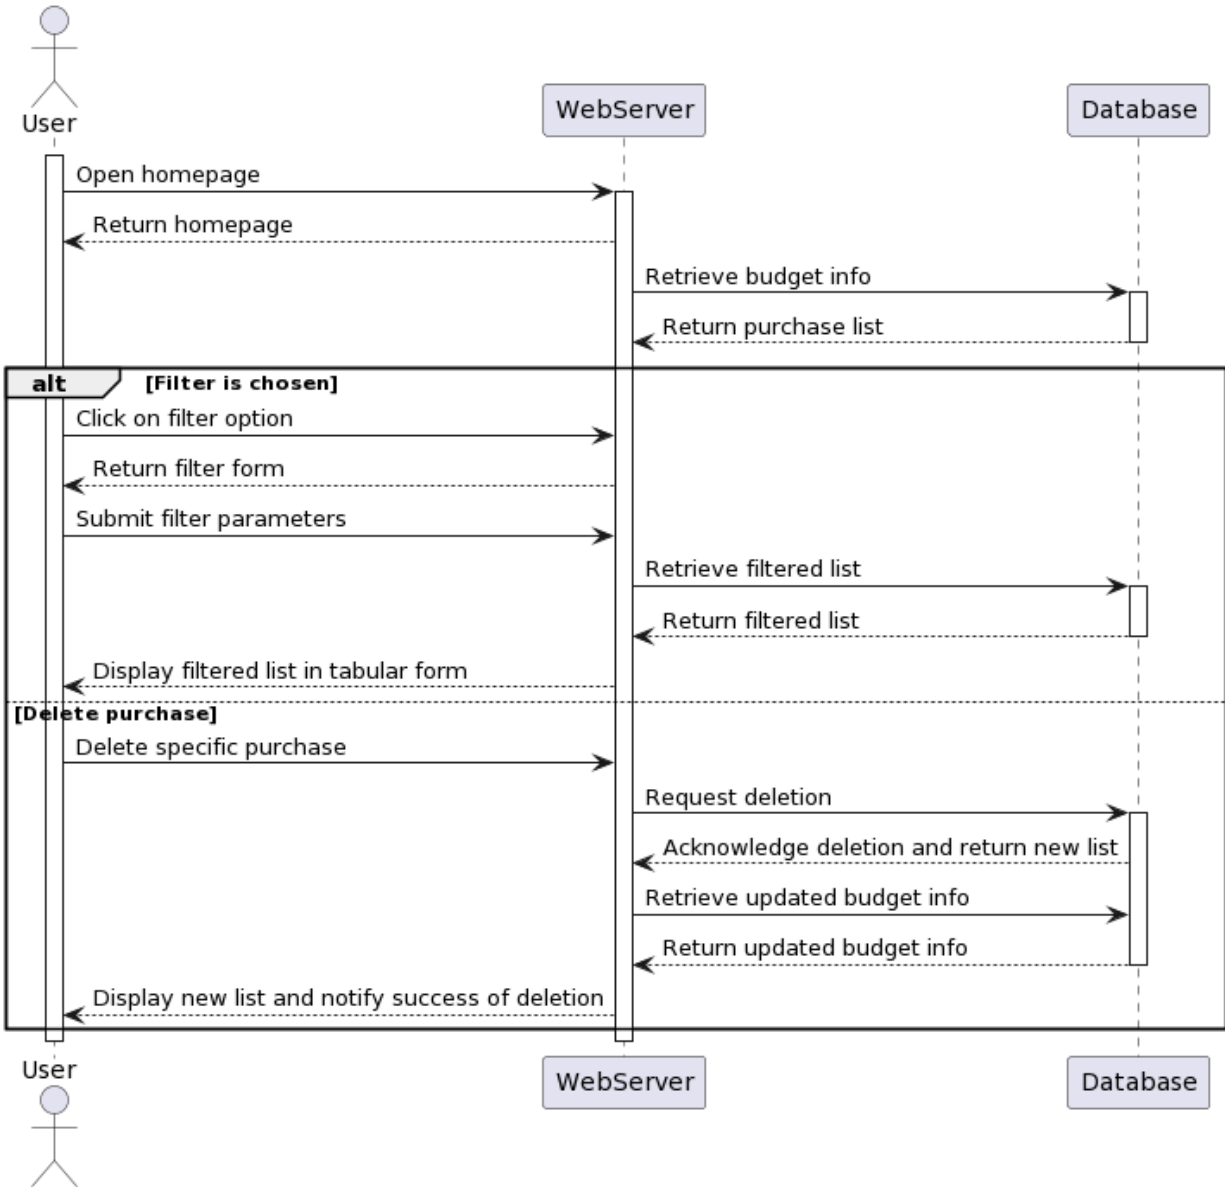 User
WebServer
Database
Open homepage
Return homepage
Retrieve budget info
Return purchase list
alt [Filter is chosen]
Click on filter option
Return filter form
Submit filter parameters
Retrieve filtered list
Return filtered list
Display filtered list in tabular form
[Delete purchase]
Delete specific purchase
Request deletion
Acknowledge deletion and return new list
Retrieve updated budget info
Return updated budget info
Display new list and notify success of deletion
User
WebServer
Database